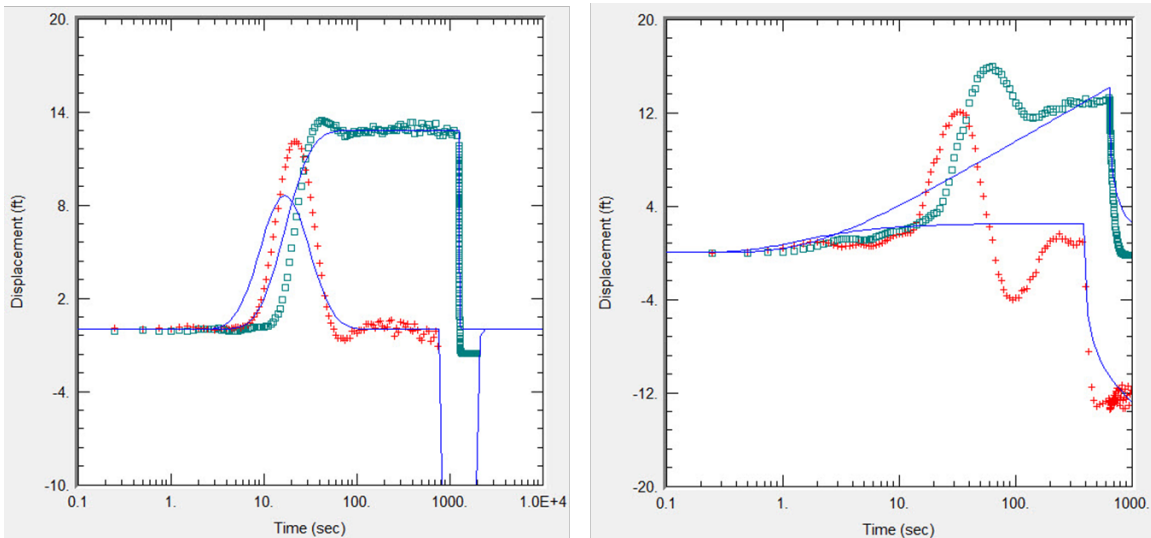 20.
14.
8.
2.
-4.
-10.
Displacement (ft)
0.1 1. 10. 100. 1000. 1.0E+4
Time (sec)
20.
12.
4.
-4.
-12.
-20.
Displacement (ft)
0.1 1. 10. 100. 1000.
Time (sec)